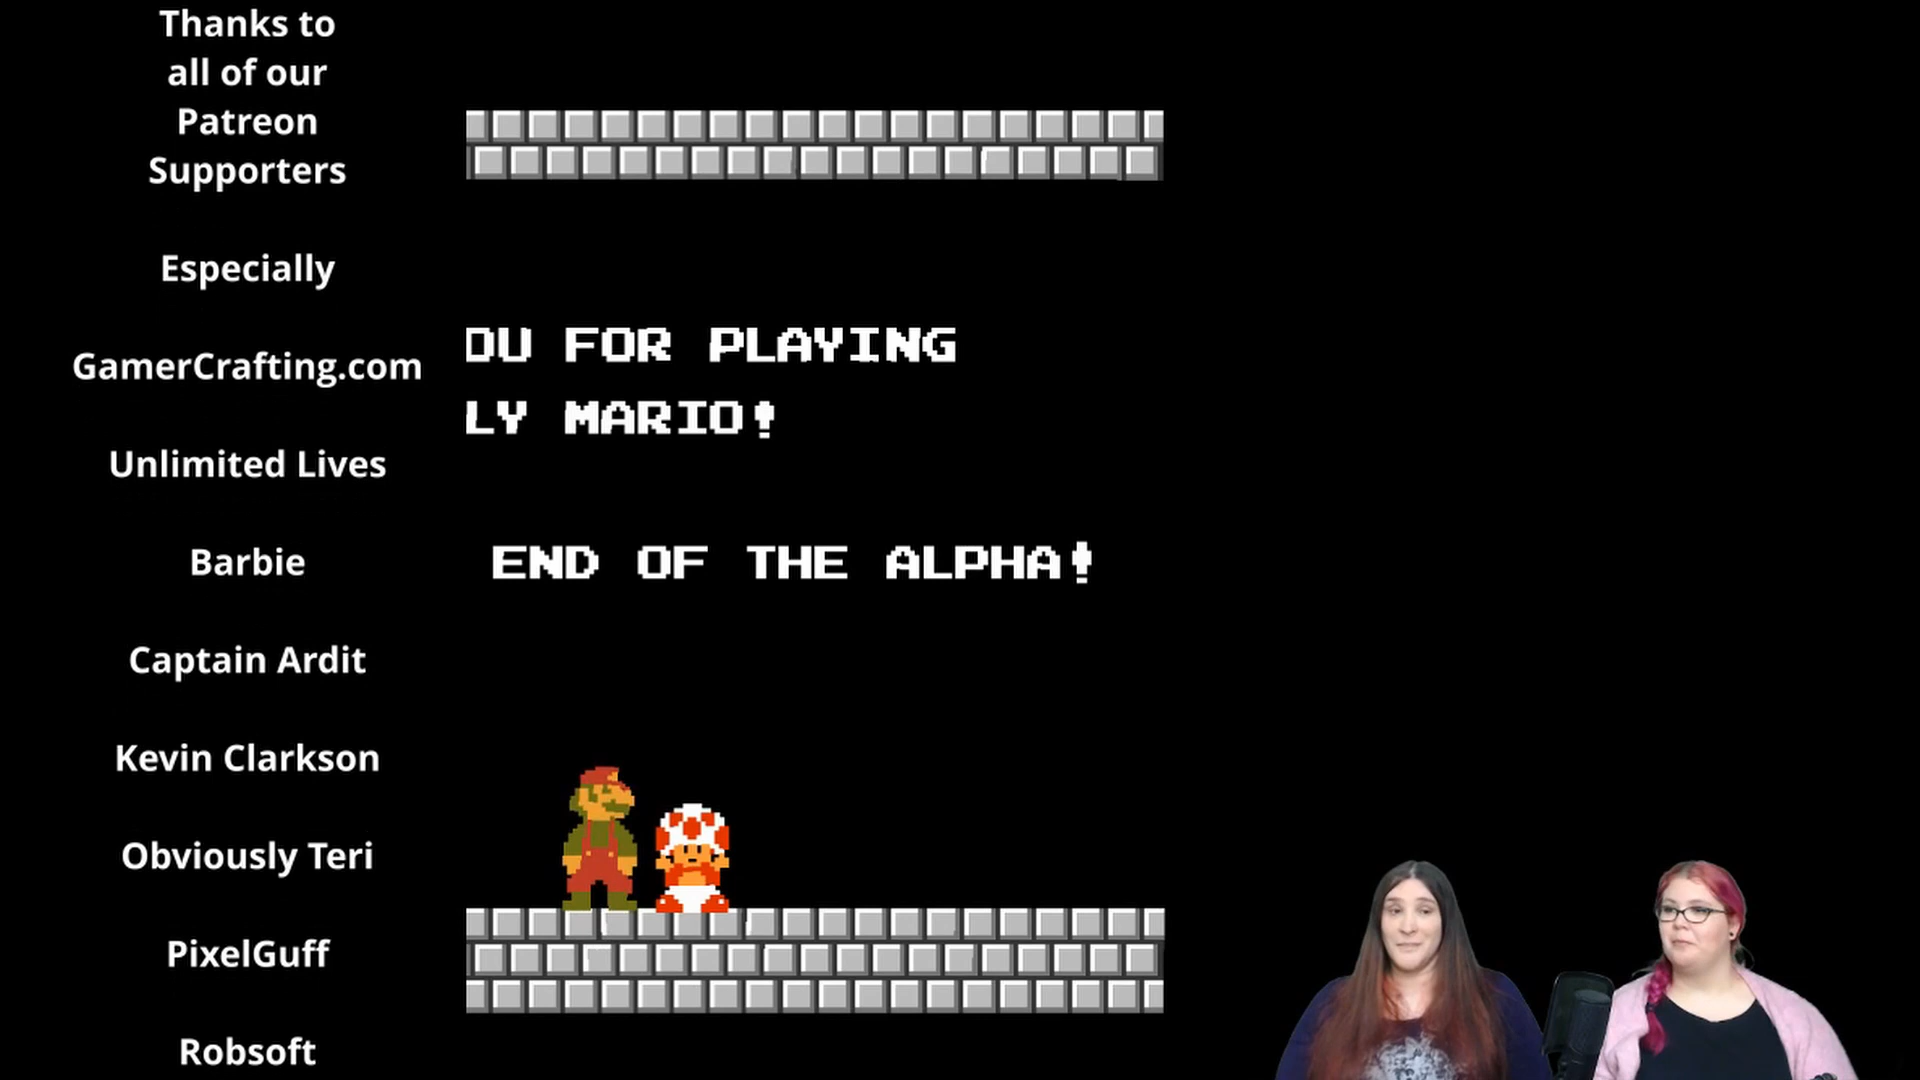 Thanks to
all of our
Patreon
Supporters
Especially
GamerCrafting.com
Unlimited Lives
Barbie
Captain Ardit
Kevin Clarkson
Obviously Teri
PixelGuff
Robsoft
OU FOR PLAYING
LY MARIO!
END OF THE ALPHA!